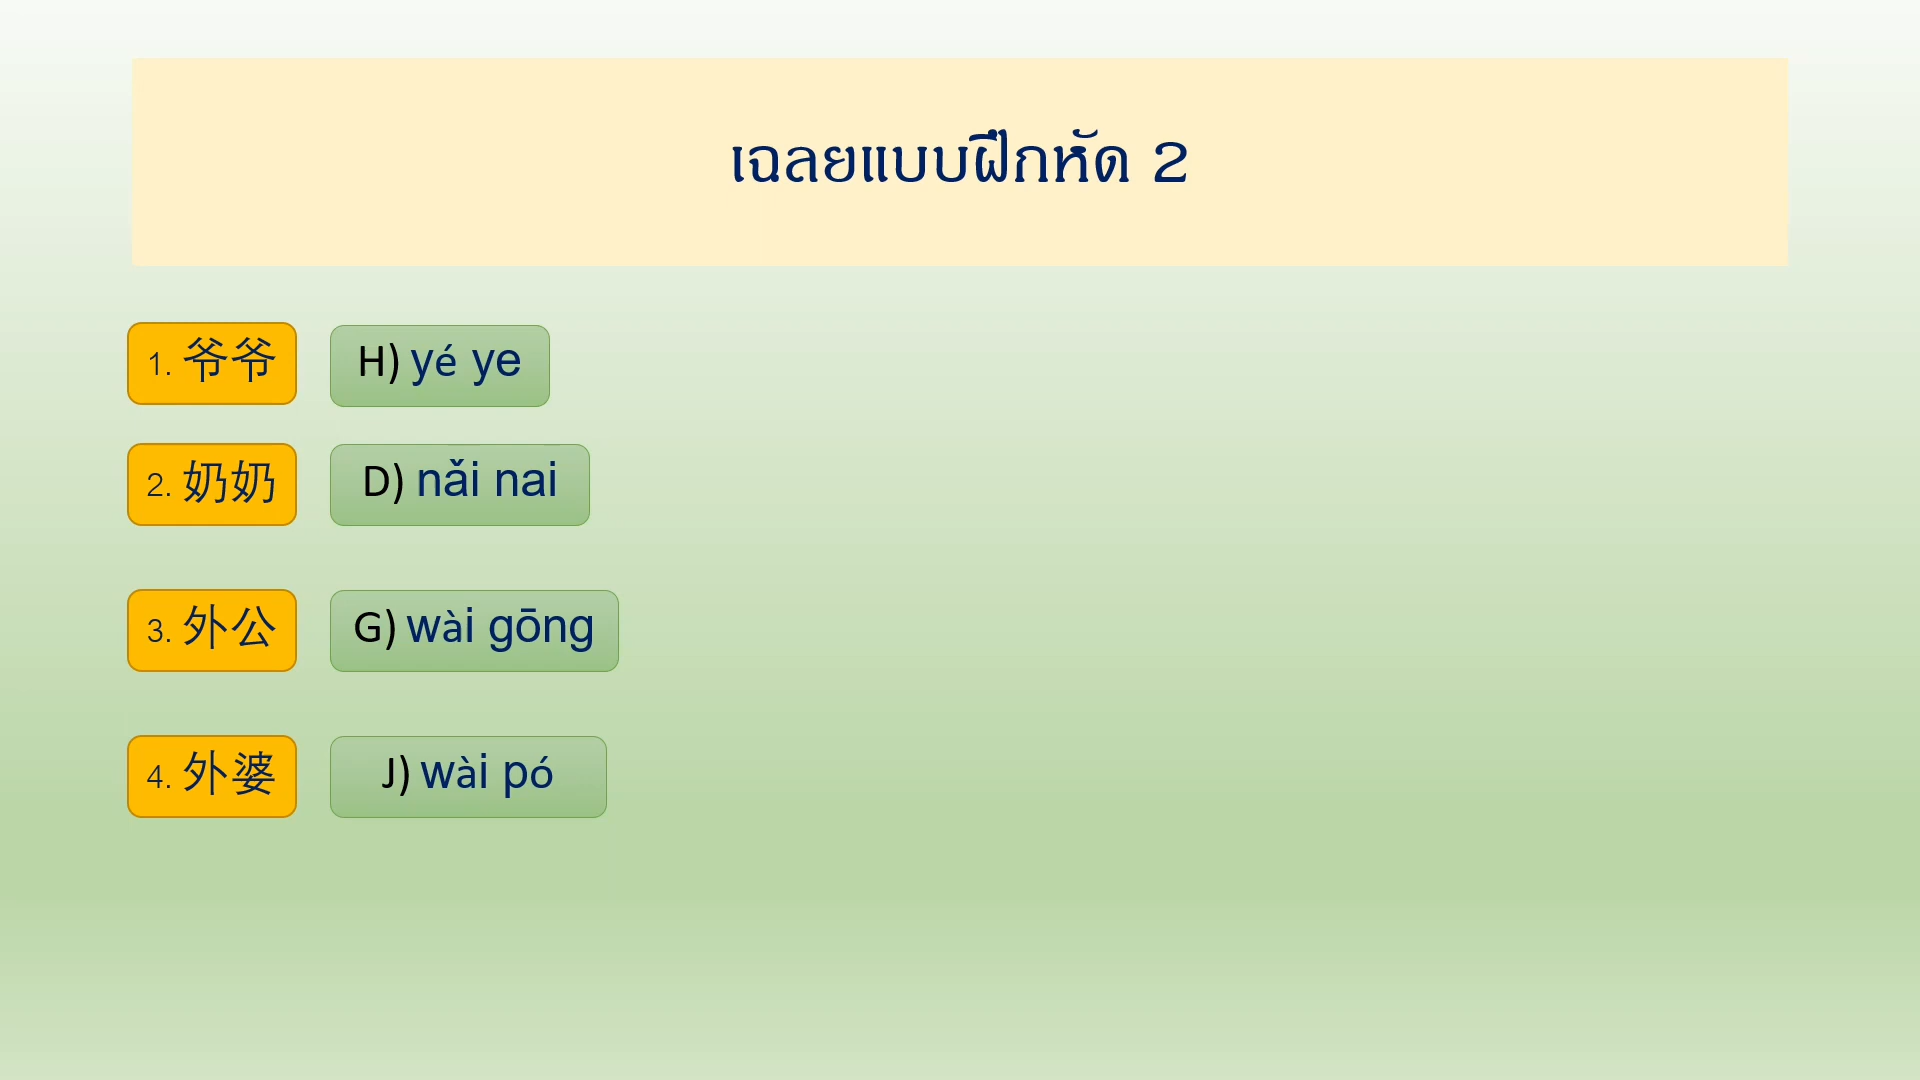 เฉลยแบบฝึกหัด 2
1. 爷爷 H) yé ye
2. 奶奶 D) nǎi nai
3. 外公 G) wài gōng
4. 外婆 J) wài pó